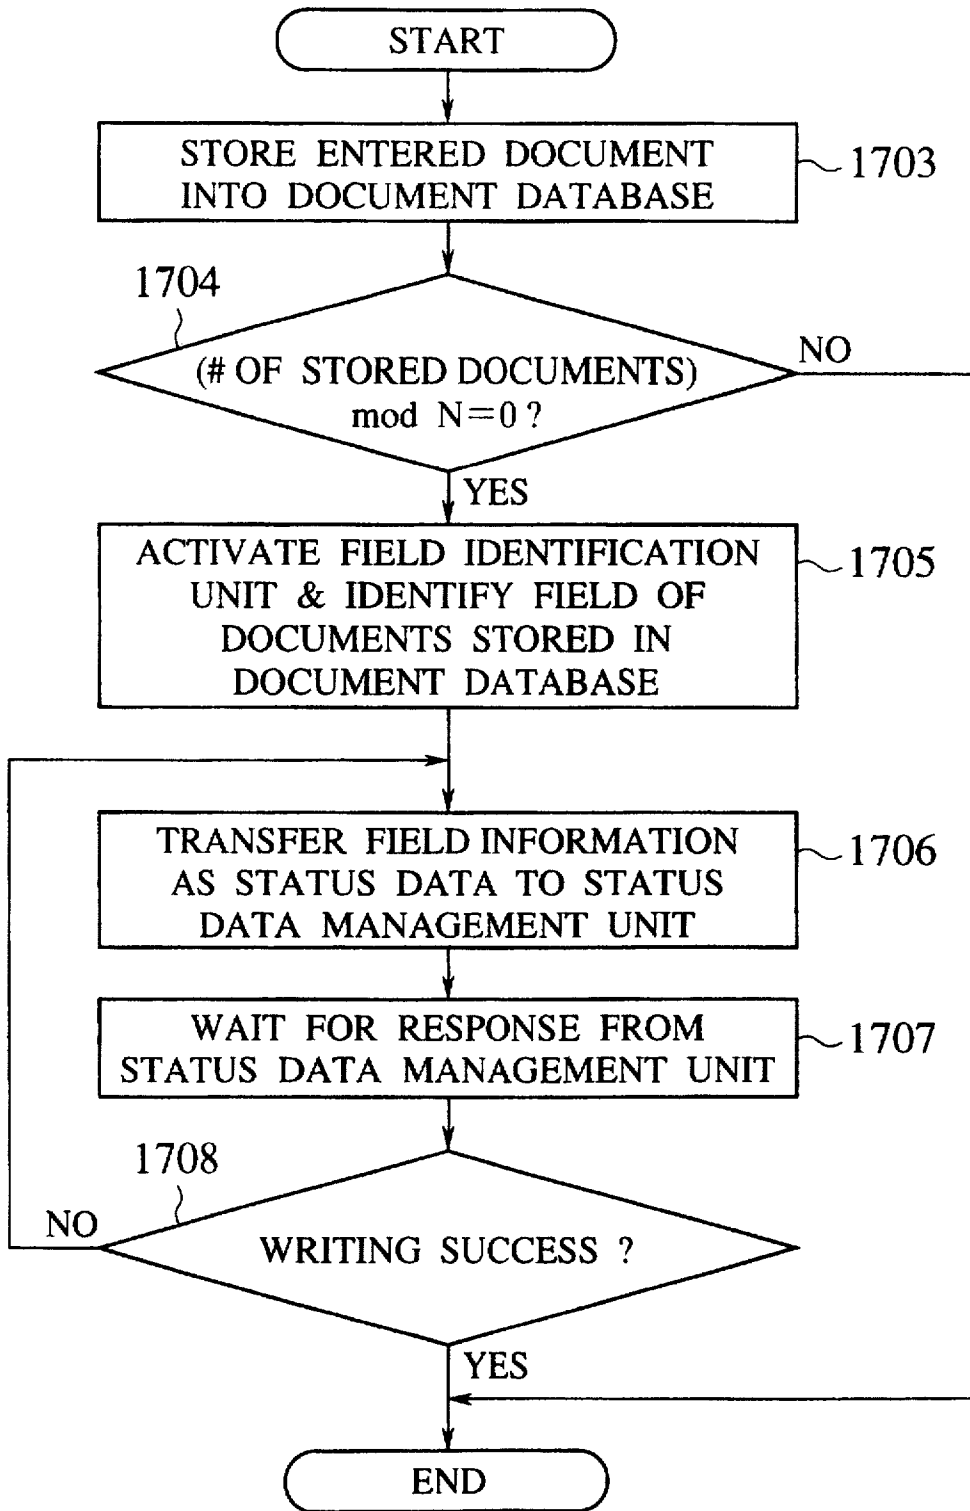 START
STORE ENTERED DOCUMENT
INTO DOCUMENT DATABASE
1703
1704
(# OF STORED DOCUMENTS)
mod N=0 ?
NO
YES
ACTIVATE FIELD IDENTIFICATION
UNIT & IDENTIFY FIELD OF
DOCUMENTS STORED IN
DOCUMENT DATABASE
1705
TRANSFER FIELD INFORMATION
AS STATUS DATA TO STATUS
DATA MANAGEMENT UNIT
1706
WAIT FOR RESPONSE FROM
STATUS DATA MANAGEMENT UNIT
1707
1708
NO
WRITING SUCCESS ?
YES
END